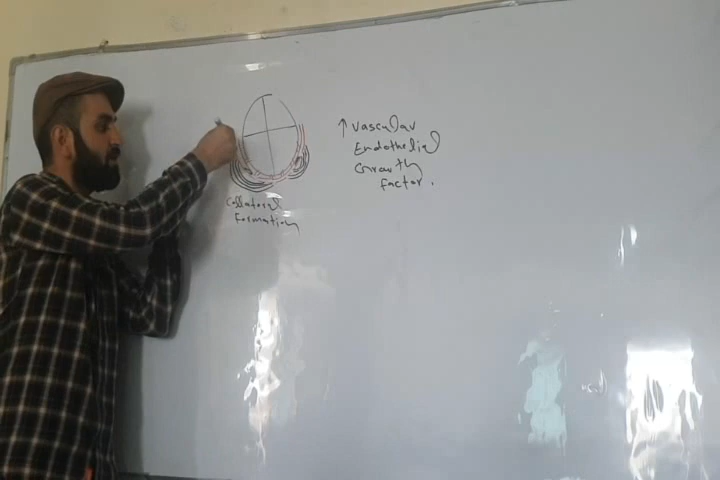 ↑ Vascular
Endothelial
Growth
Factor.
Collateral
Formation